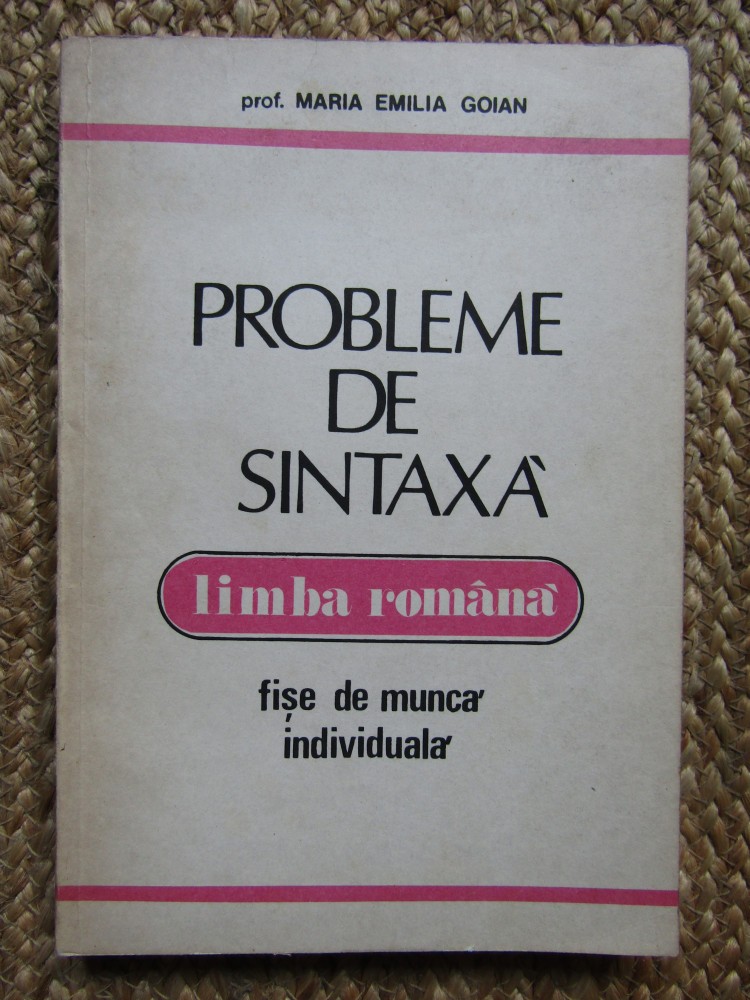 prof. MARIA EMILIA GOIAN
PROBLEME
DE
SINTAXĂ
limba română
fișe de muncă
individuală